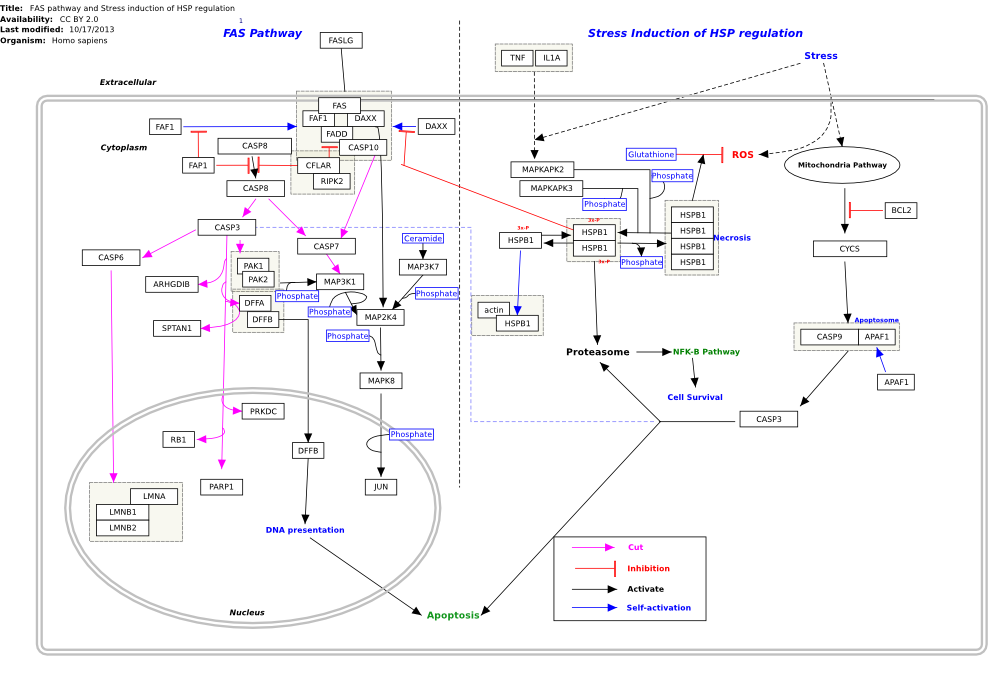 Title: FAS pathway and Stress induction of HSP regulation
Availability: CC BY 2.0
Last modified: 10/17/2013
Organism: Homo sapiens
1
FAS Pathway
Stress Induction of HSP regulation
FASLG
TNF
IL1A
Stress
Extracellular
FAS
FAF1
DAXX
FADD
CASP10
FAF1
DAXX
Cytoplasm
CASP8
FAP1
CFLAR
RIPK2
CASP8
Glutathione
ROS
Mitochondria Pathway
MAPKAPK2
Phosphate
MAPKAPK3
Phosphate
BCL2
CASP3
CASP7
Ceramide
3x-P
HSPB1
3x-P
HSPB1
HSPB1
3x-P
HSPB1
HSPB1
HSPB1
HSPB1
Necrosis
Phosphate
CYCS
CASP6
PAK1
PAK2
MAP3K7
ARHGDIB
MAP3K1
Phosphate
Phosphate
DFFA
DFFB
Phosphate
MAP2K4
SPTAN1
Phosphate
actin
HSPB1
Apoptosome
CASP9
APAF1
Proteasome
NFK-B Pathway
MAPK8
APAF1
Cell Survival
PRKDC
CASP3
RB1
Phosphate
DFFB
PARP1
JUN
LMNA
LMNB1
LMNB2
DNA presentation
Cut
Inhibition
Activate
Self-activation
Nucleus
Apoptosis